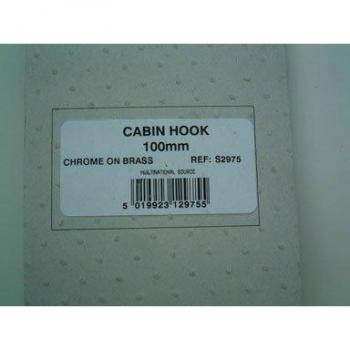 CABIN HOOK
100mm
CHROME ON BRASS REF: S2975
MULTINATIONAL SOURCE
5 019923 129755